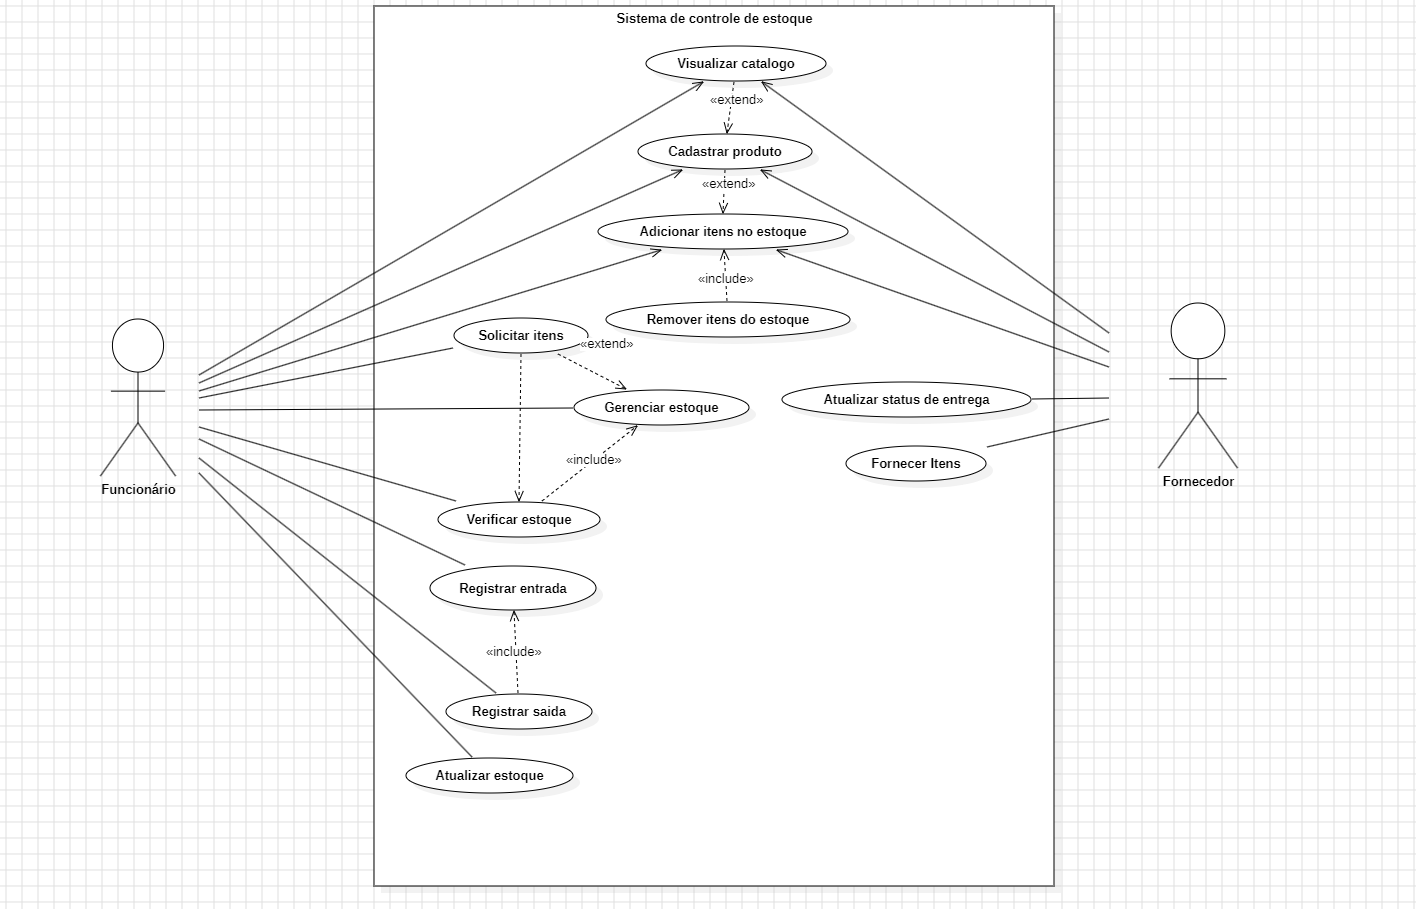 Sistema de controle de estoque
Visualizar catalogo
«extend»
Cadastrar produto
«extend»
Adicionar itens no estoque
«include»
Remover itens do estoque
Solicitar itens
«extend»
Gerenciar estoque
Atualizar status de entrega
«include»
Fornecer Itens
Funcionário
Fornecedor
Verificar estoque
Registrar entrada
«include»
Registrar saida
Atualizar estoque